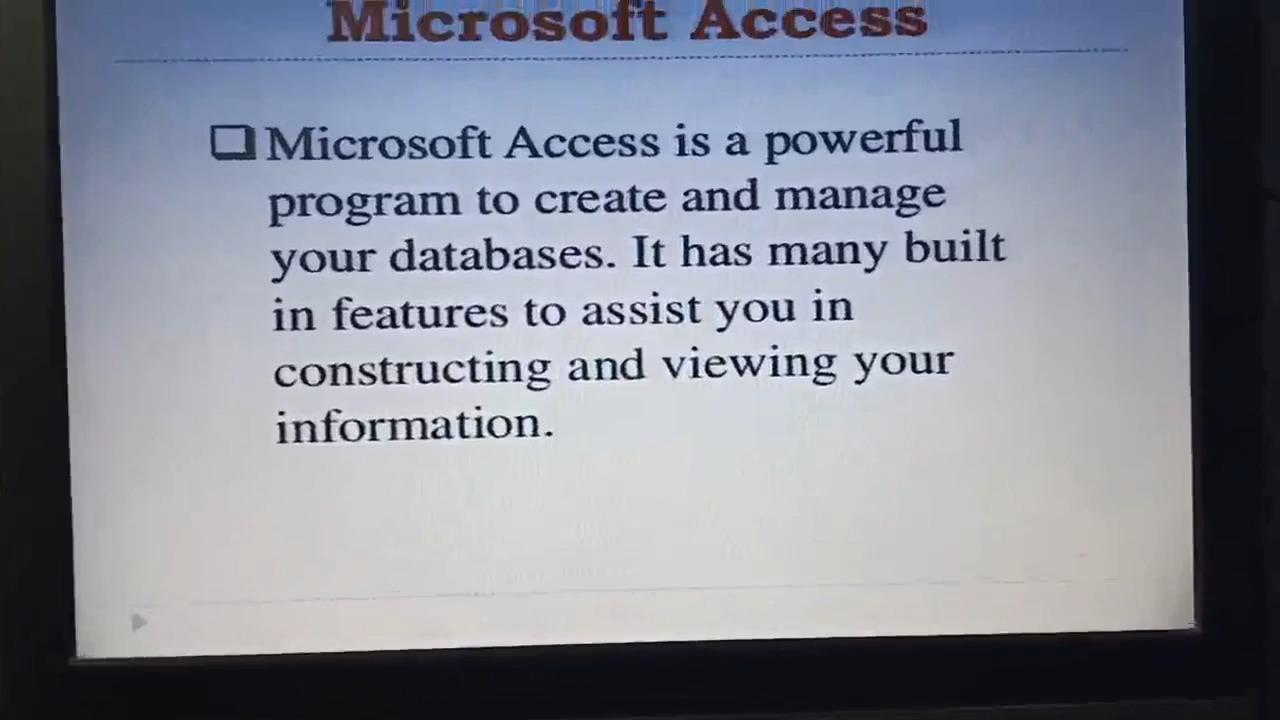 Microsoft Access
Microsoft Access is a powerful
program to create and manage
your databases. It has many built
in features to assist you in
constructing and viewing your
information.